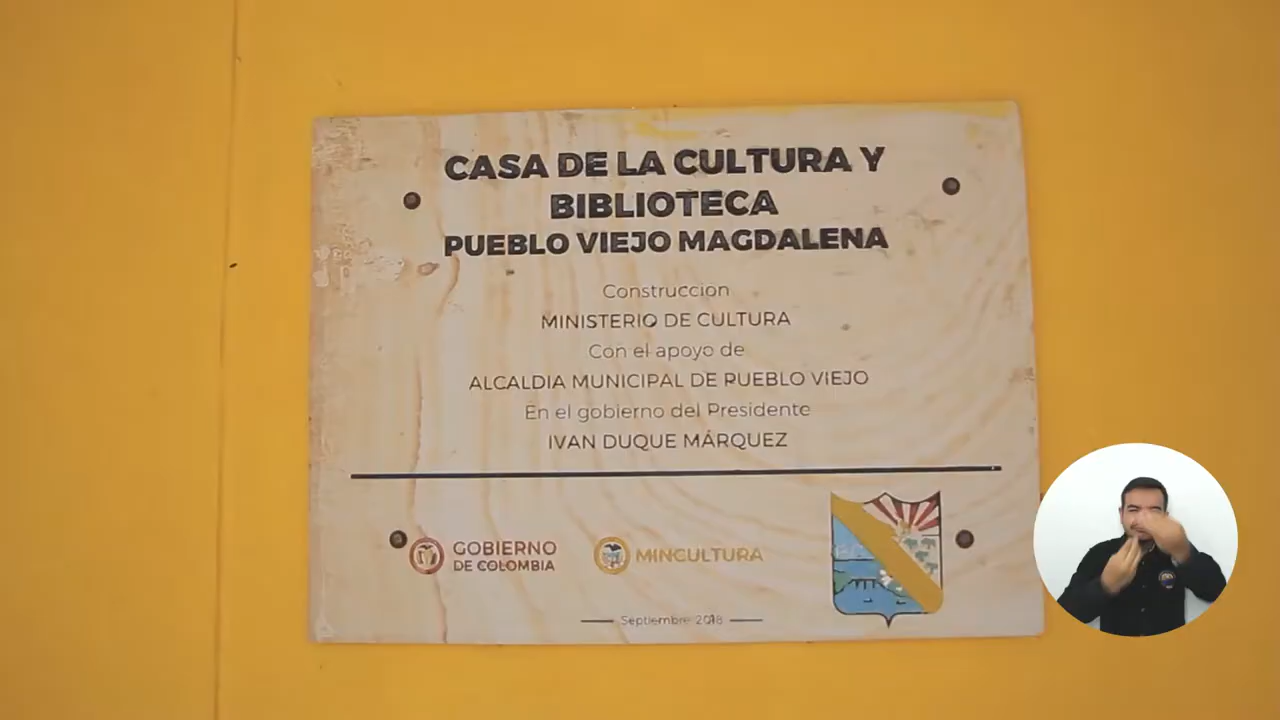 CASA DE LA CULTURA Y
BIBLIOTECA
PUEBLO VIEJO MAGDALENA
Construccion
MINISTERIO DE CULTURA
Con el apoyo de
ALCALDIA MUNICIPAL DE PUEBLO VIEJO
En el gobierno del Presidente
IVAN DUQUE MÁRQUEZ
GOBIERNO
DE COLOMBIA
MINCULTURA
Septiembre 2018